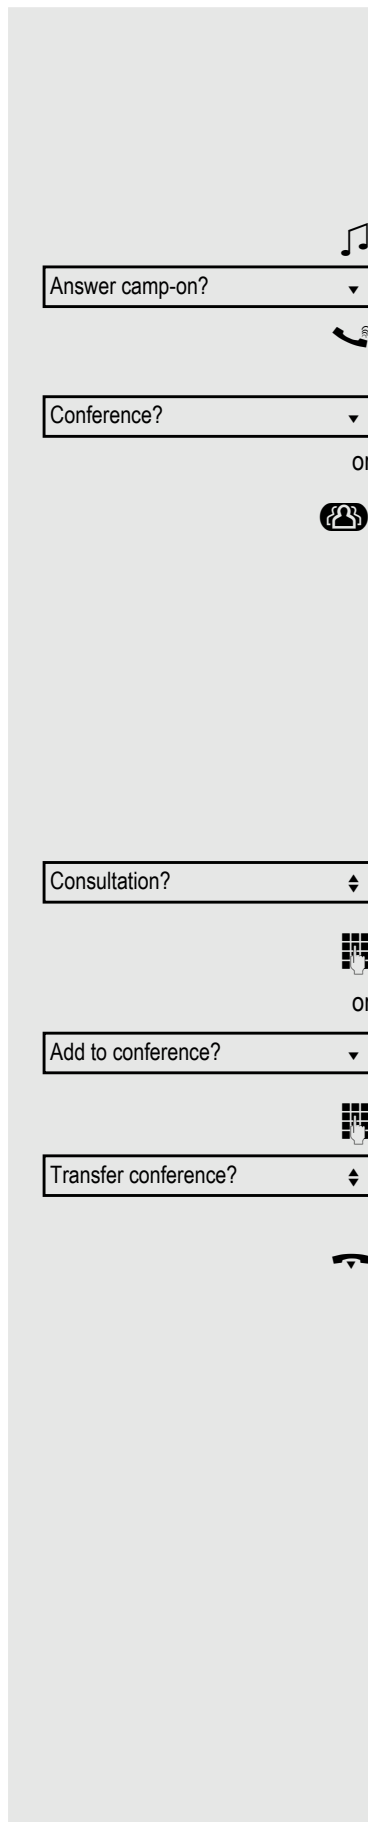 Answer camp-on?
Conference?
or
Consultation?
or
Add to conference?
Transfer conference?